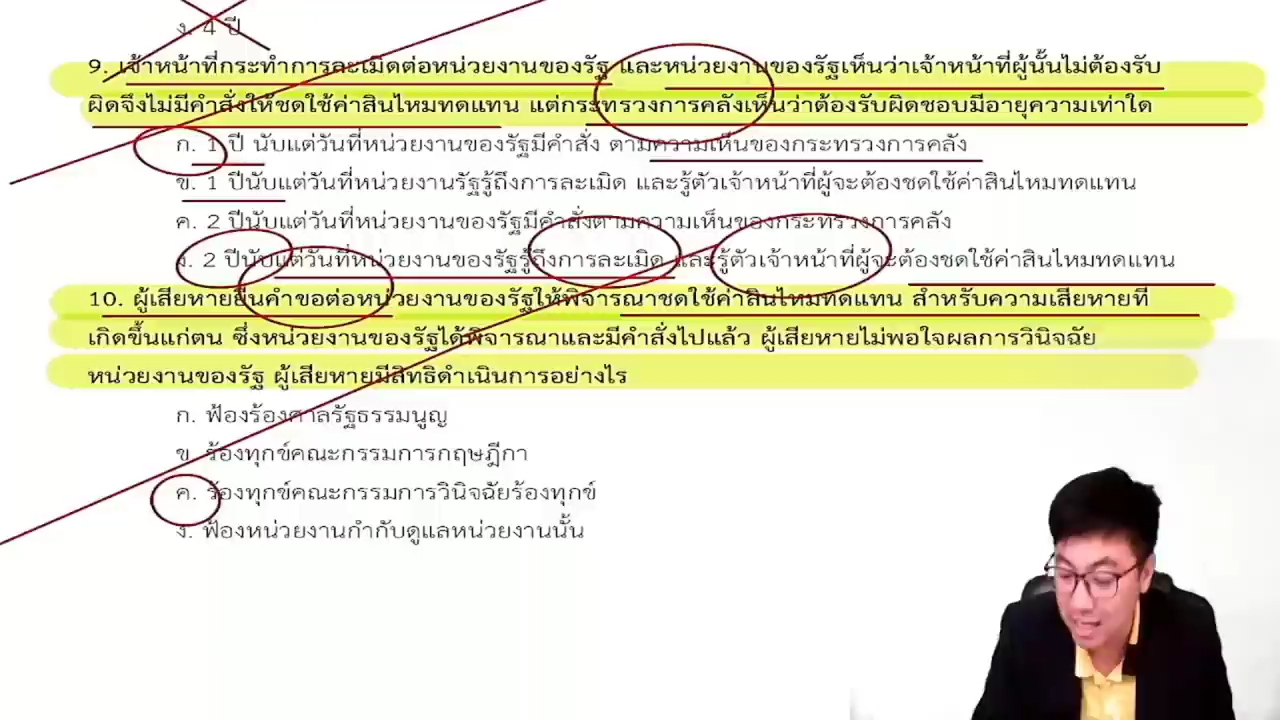 ง. 4 ปี
9. เจ้าหน้าที่กระทำการละเมิดต่อหน่วยงานของรัฐ และหน่วยงานของรัฐเห็นว่าเจ้าหน้าที่ผู้นั้นไม่ต้องรับ
ผิดจึงไม่มีคำสั่งให้ชดใช้ค่าสินไหมทดแทน แต่กระทรวงการคลังเห็นว่าต้องรับผิดชอบมีอายุความเท่าใด
ก. 1 ปี นับแต่วันที่หน่วยงานของรัฐมีคำสั่ง ตามความเห็นของกระทรวงการคลัง
ข. 1 ปีนับแต่วันที่หน่วยงานรัฐรู้ถึงการละเมิด และรู้ตัวเจ้าหน้าที่ผู้จะต้องชดใช้ค่าสินไหมทดแทน
ค. 2 ปีนับแต่วันที่หน่วยงานของรัฐมีคำสั่งตามความเห็นของกระทรวงการคลัง
ง. 2 ปีนับแต่วันที่หน่วยงานของรัฐรู้ถึงการละเมิด และรู้ตัวเจ้าหน้าที่ผู้จะต้องชดใช้ค่าสินไหมทดแทน
10. ผู้เสียหายยื่นคำขอต่อหน่วยงานของรัฐให้พิจารณาชดใช้ค่าสินไหมทดแทน สำหรับความเสียหายที่
เกิดขึ้นแก่ตน ซึ่งหน่วยงานของรัฐได้พิจารณาและมีคำสั่งไปแล้ว ผู้เสียหายไม่พอใจผลการวินิจฉัย
หน่วยงานของรัฐ ผู้เสียหายมีสิทธิดำเนินการอย่างไร
ก. ฟ้องร้องศาลรัฐธรรมนูญ
ข. ร้องทุกข์คณะกรรมการกฤษฎีกา
ค. ร้องทุกข์คณะกรรมการวินิจฉัยร้องทุกข์
ง. ฟ้องหน่วยงานกำกับดูแลหน่วยงานนั้น